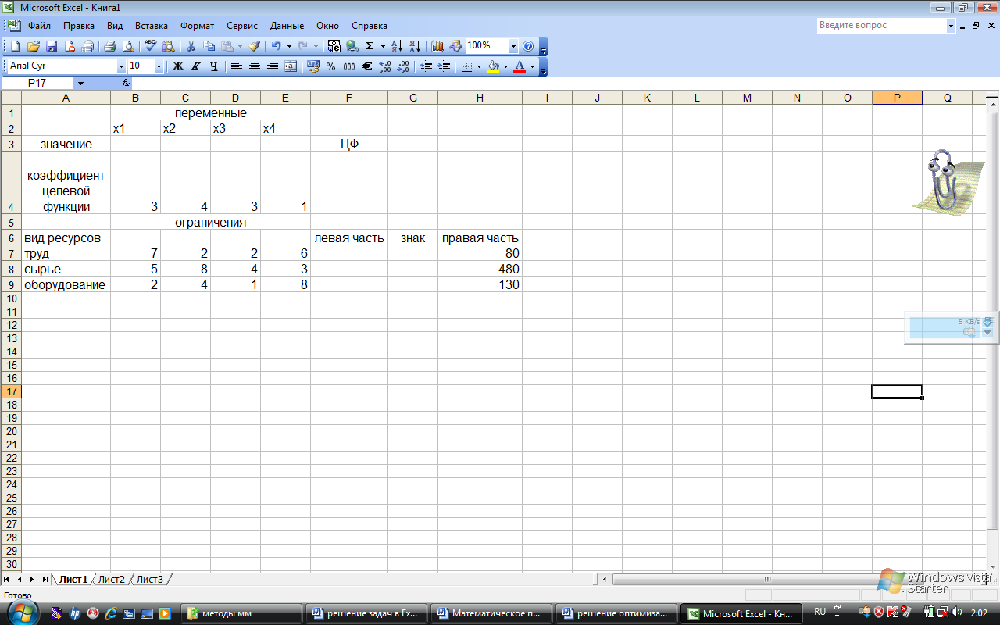 Microsoft Excel - Книга1
Файл Правка Вид Вставка Формат Сервис Данные Окно Справка Введите вопрос
100%
Arial Cyr 10 Ж К Ч % 000 €
P17 fx
A B C D E F G H I J K L M N O P Q
1 переменные
2 x1 x2 x3 x4
3 значение ЦФ
коэффициент
целевой
4 функции 3 4 3 1
5 ограничения
6 вид ресурсов левая часть знак правая часть
7 труд 7 2 2 6 80
8 сырье 5 8 4 3 480
9 оборудование 2 4 1 8 130
10
11
12 5 KB/s
13
14
15
16
17
18
19
20
21
22
23
24
25
26
27
28
29
30
Лист1 Лист2 Лист3
Windows Vista
Starter
Готово
методы мм решение задач в Ex... Математическое п... решение оптимиза... Microsoft Excel - Кн... RU 2:02